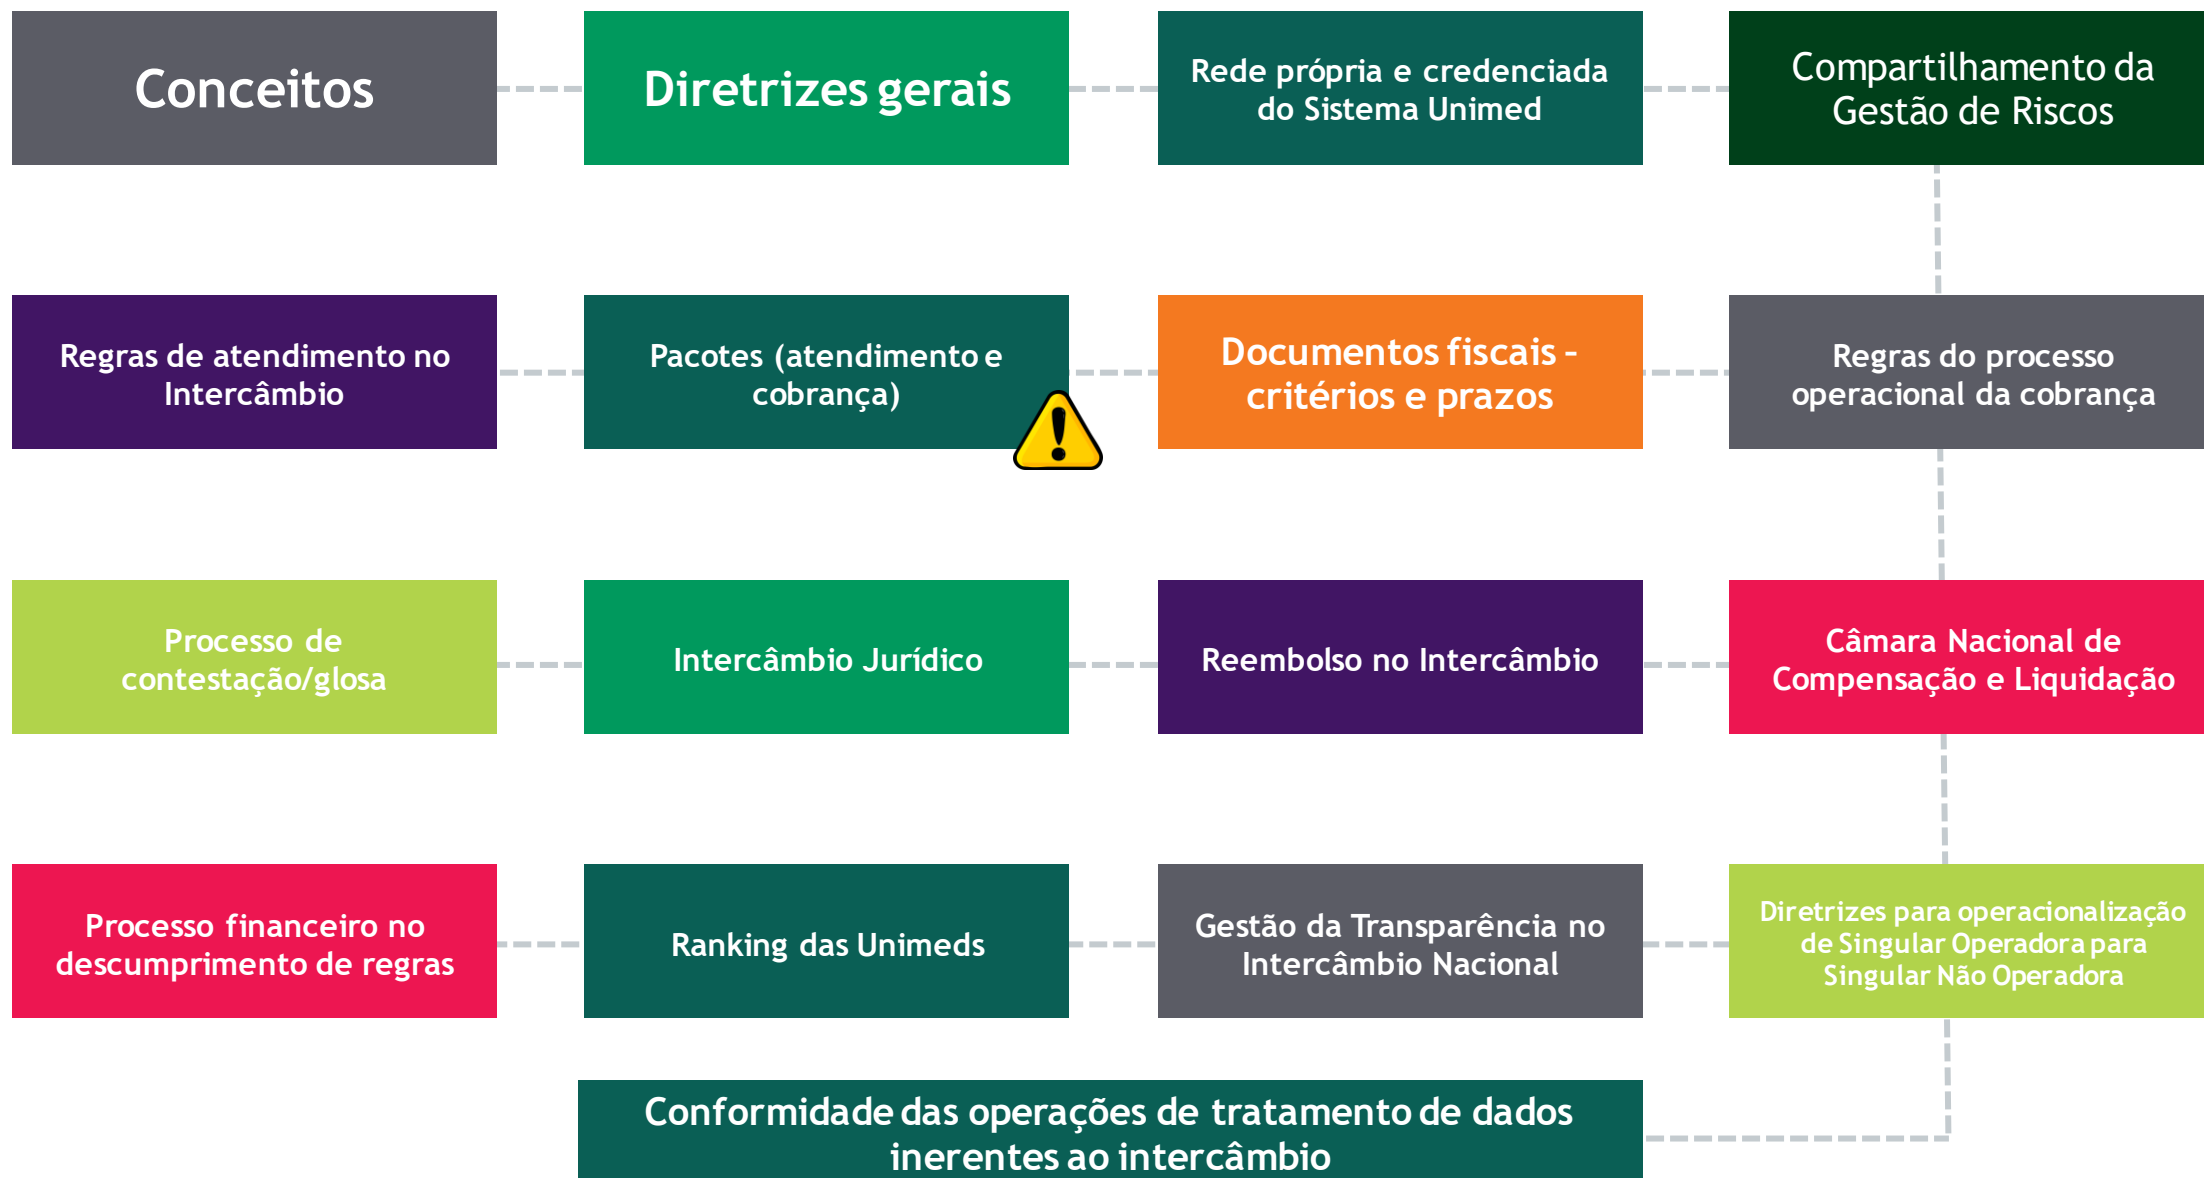 Conceitos
Diretrizes gerais
Rede própria e credenciada
do Sistema Unimed
Compartilhamento da
Gestão de Riscos
Regras de atendimento no
Intercâmbio
Pacotes (atendimento e
cobrança)
Documentos fiscais –
critérios e prazos
Regras do processo
operacional da cobrança
Processo de
contestação/glosa
Intercâmbio Jurídico
Reembolso no Intercâmbio
Câmara Nacional de
Compensação e Liquidação
Processo financeiro no
descumprimento de regras
Ranking das Unimeds
Gestão da Transparência no
Intercâmbio Nacional
Diretrizes para operacionalização
de Singular Operadora para
Singular Não Operadora
Conformidade das operações de tratamento de dados
inerentes ao intercâmbio